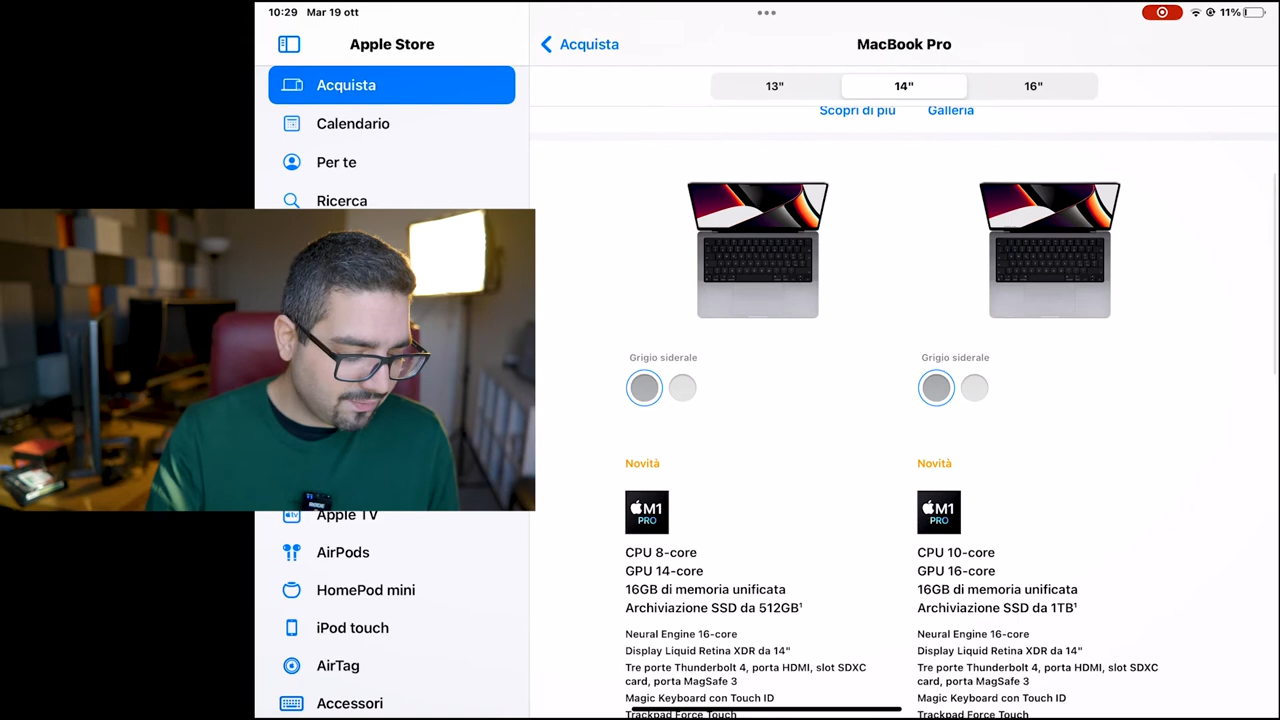 10:29 Mar 19 ott
11%
Apple Store
Acquista
Calendario
Per te
Ricerca
Apple TV
AirPods
HomePod mini
iPod touch
AirTag
Accessori
Acquista
MacBook Pro
13"
14"
16"
Scopri di più
Galleria
Grigio siderale
Novità
M1
PRO
CPU 8-core
GPU 14-core
16GB di memoria unificata
Archiviazione SSD da 512GB¹
Neural Engine 16-core
Display Liquid Retina XDR da 14"
Tre porte Thunderbolt 4, porta HDMI, slot SDXC
card, porta MagSafe 3
Magic Keyboard con Touch ID
Trackpad Force Touch
Grigio siderale
Novità
M1
PRO
CPU 10-core
GPU 16-core
16GB di memoria unificata
Archiviazione SSD da 1TB¹
Neural Engine 16-core
Display Liquid Retina XDR da 14"
Tre porte Thunderbolt 4, porta HDMI, slot SDXC
card, porta MagSafe 3
Magic Keyboard con Touch ID
Trackpad Force Touch